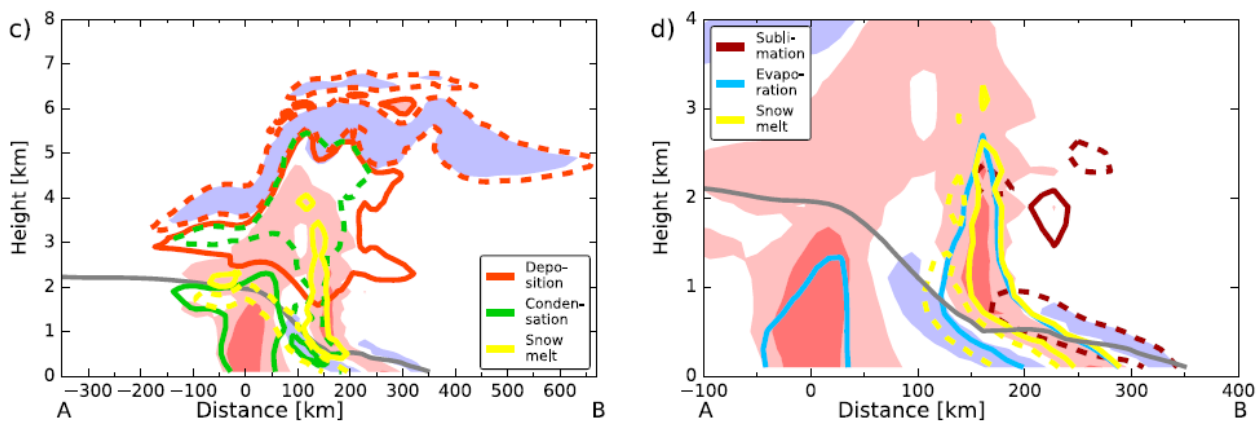 c)
Height [km]
8
7
6
5
4
3
2
1
0
Depo-
sition
Conden-
sation
Snow
melt
−300 −200 −100 0 100 200 300 400 500 600
A Distance [km] B
d)
Height [km]
4
3
2
1
0
Subli-
mation
Evapo-
ration
Snow
melt
−100 0 100 200 300 400
A Distance [km] B